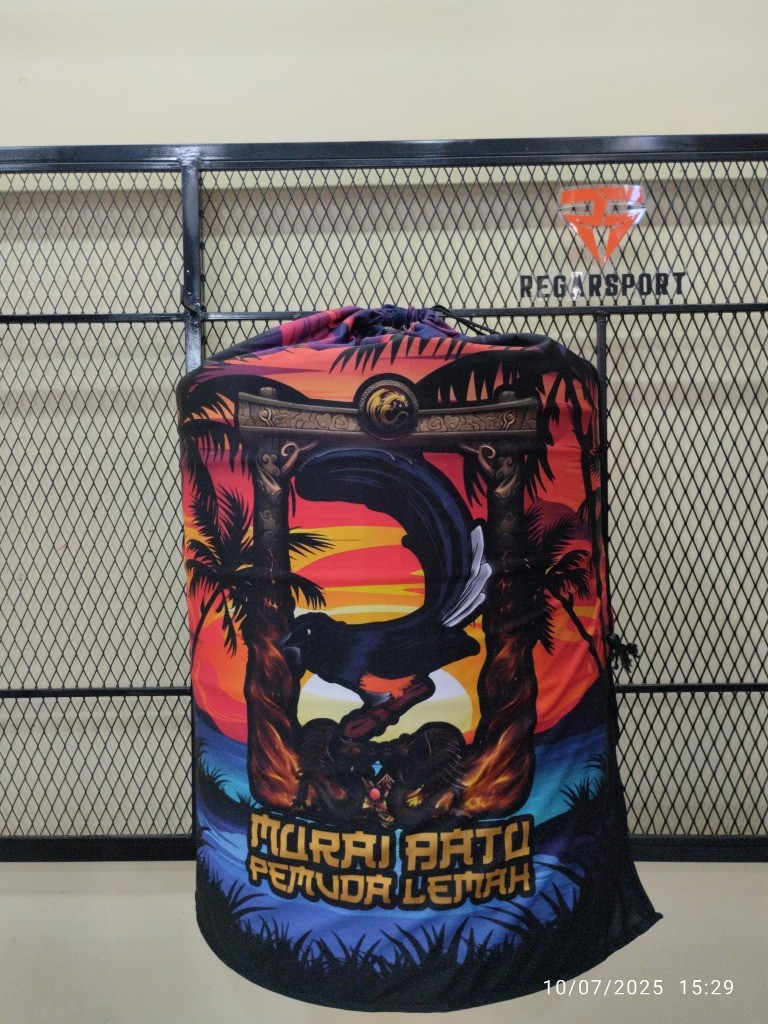 REGARSPORT
MURAI BATU
PEMUDA LEMAH
10/07/2025 15:29